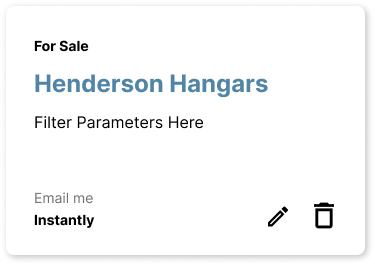 For Sale
Henderson Hangars
Filter Parameters Here
Email me
Instantly